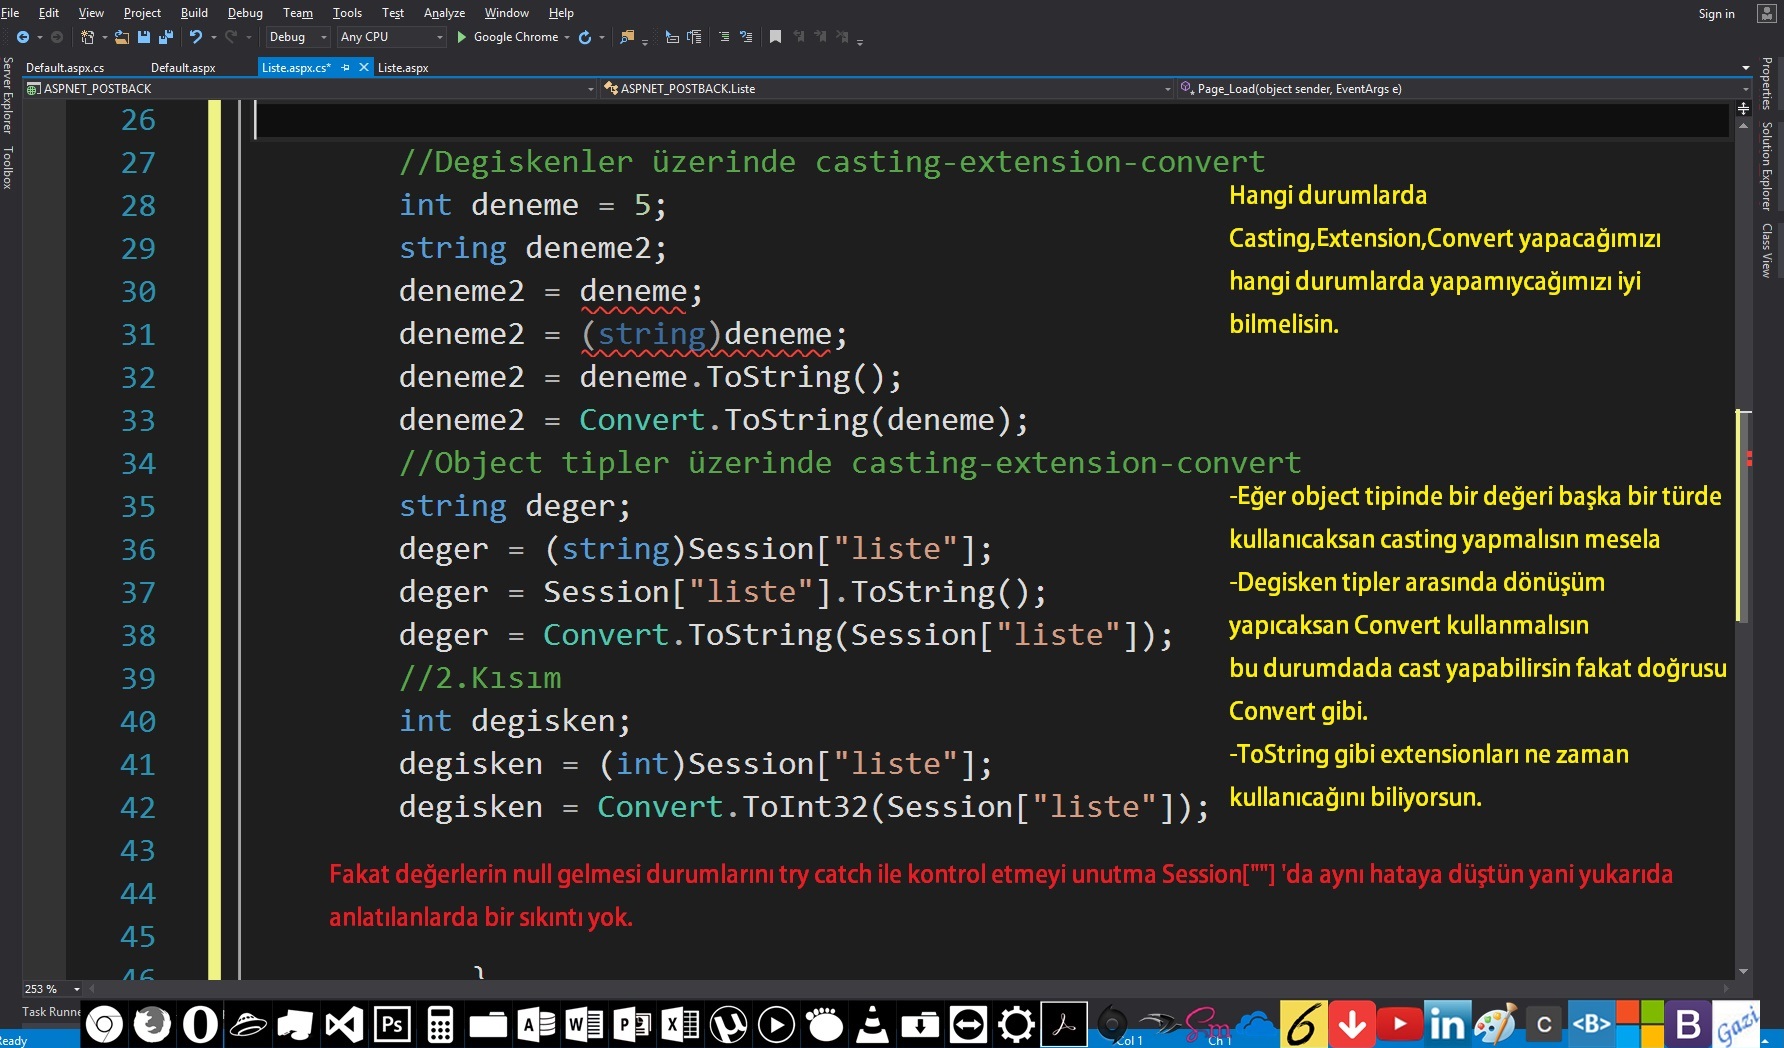 File Edit View Project Build Debug Team Tools Test Analyze Window Help Sign in
Debug Any CPU Google Chrome
Default.aspx.cs Default.aspx Liste.aspx.cs* Liste.aspx
ASPNET_POSTBACK ASPNET_POSTBACK.Liste Page_Load(object sender, EventArgs e)
Server Explorer
Toolbox
Properties
Solution Explorer
Class View
26
27 //Degiskenler üzerinde casting-extension-convert
28 int deneme = 5;
29 string deneme2;
30 deneme2 = deneme;
31 deneme2 = (string)deneme;
32 deneme2 = deneme.ToString();
33 deneme2 = Convert.ToString(deneme);
34 //Object tipler üzerinde casting-extension-convert
35 string deger;
36 deger = (string)Session["liste"];
37 deger = Session["liste"].ToString();
38 deger = Convert.ToString(Session["liste"]);
39 //2.Kısım
40 int degisken;
41 degisken = (int)Session["liste"];
42 degisken = Convert.ToInt32(Session["liste"]);
43
44
45
46 }
Hangi durumlarda
Casting,Extension,Convert yapacağımızı
hangi durumlarda yapamıycağımızı iyi
bilmelisin.
-Eğer object tipinde bir değeri başka bir türde
kullanıcaksan casting yapmalısın mesela
-Degisken tipler arasında dönüşüm
yapıcaksan Convert kullanmalısın
bu durumdada cast yapabilirsin fakat doğrusu
Convert gibi.
-ToString gibi extensionları ne zaman
kullanıcağını biliyorsun.
Fakat değerlerin null gelmesi durumlarını try catch ile kontrol etmeyi unutma Session[""] 'da aynı hataya düştün yani yukarıda
anlatılanlarda bir sıkıntı yok.
253 %
Task Runne
Ready Col 1 Ch 1
Ps A W P X 6 in C <B> B Gazi